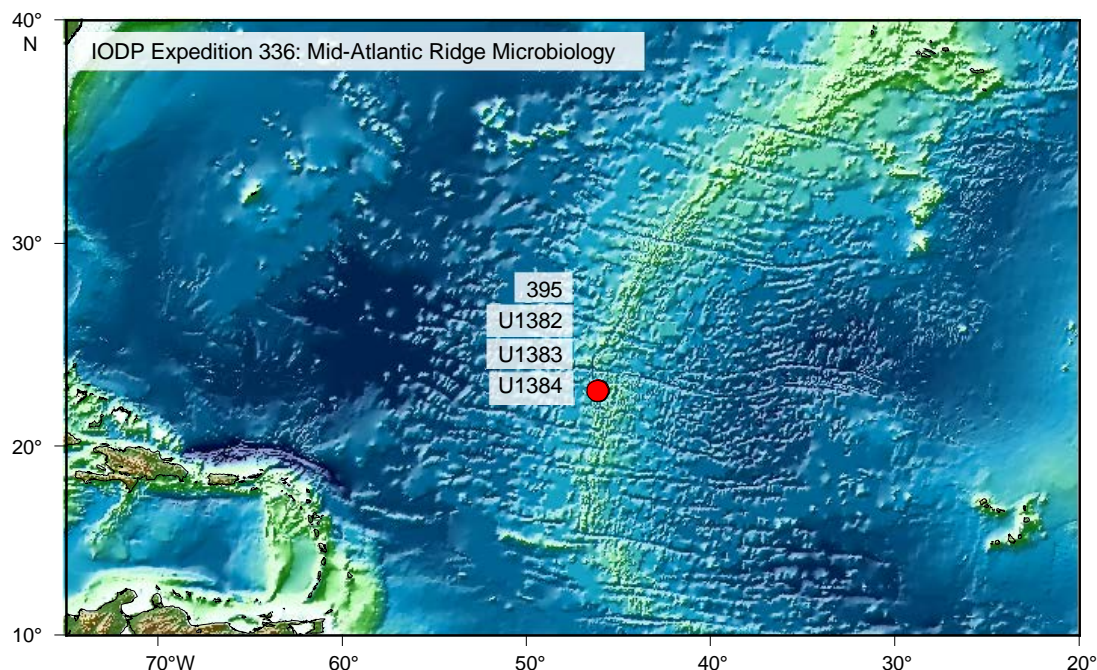 40°
N
IODP Expedition 336: Mid-Atlantic Ridge Microbiology
30°
395
U1382
U1383
U1384
20°
10°
70°W 60° 50° 40° 30° 20°